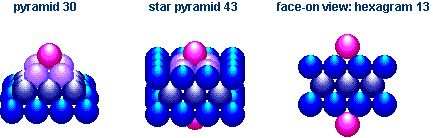 pyramid 30
star pyramid 43
face-on view: hexagram 13